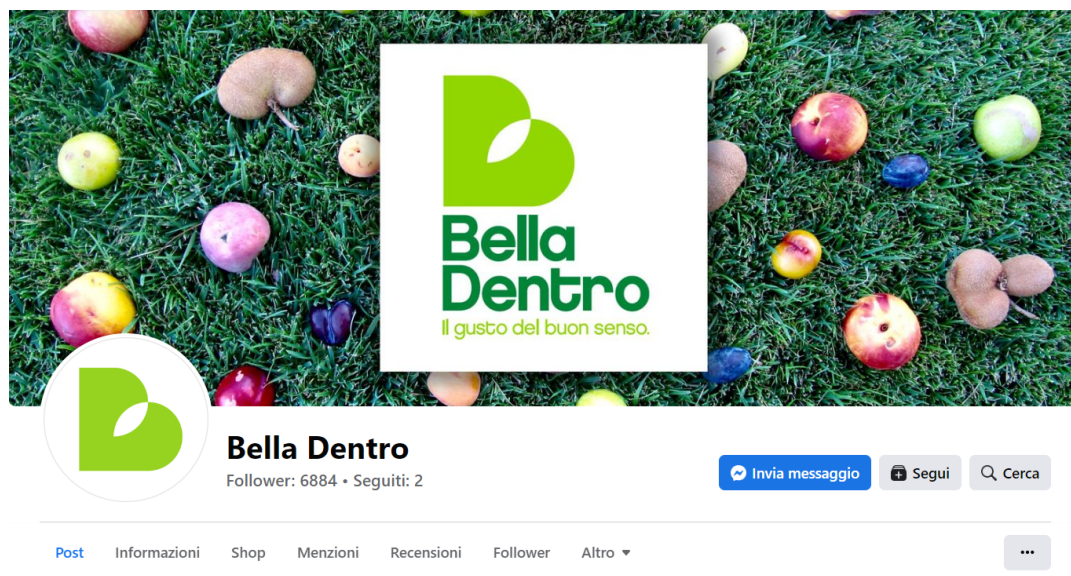 Bella
Dentro
Il gusto del buon senso.
Bella Dentro
Follower: 6884 • Seguiti: 2
Invia messaggio
Segui
Cerca
Post Informazioni Shop Menzioni Recensioni Follower Altro